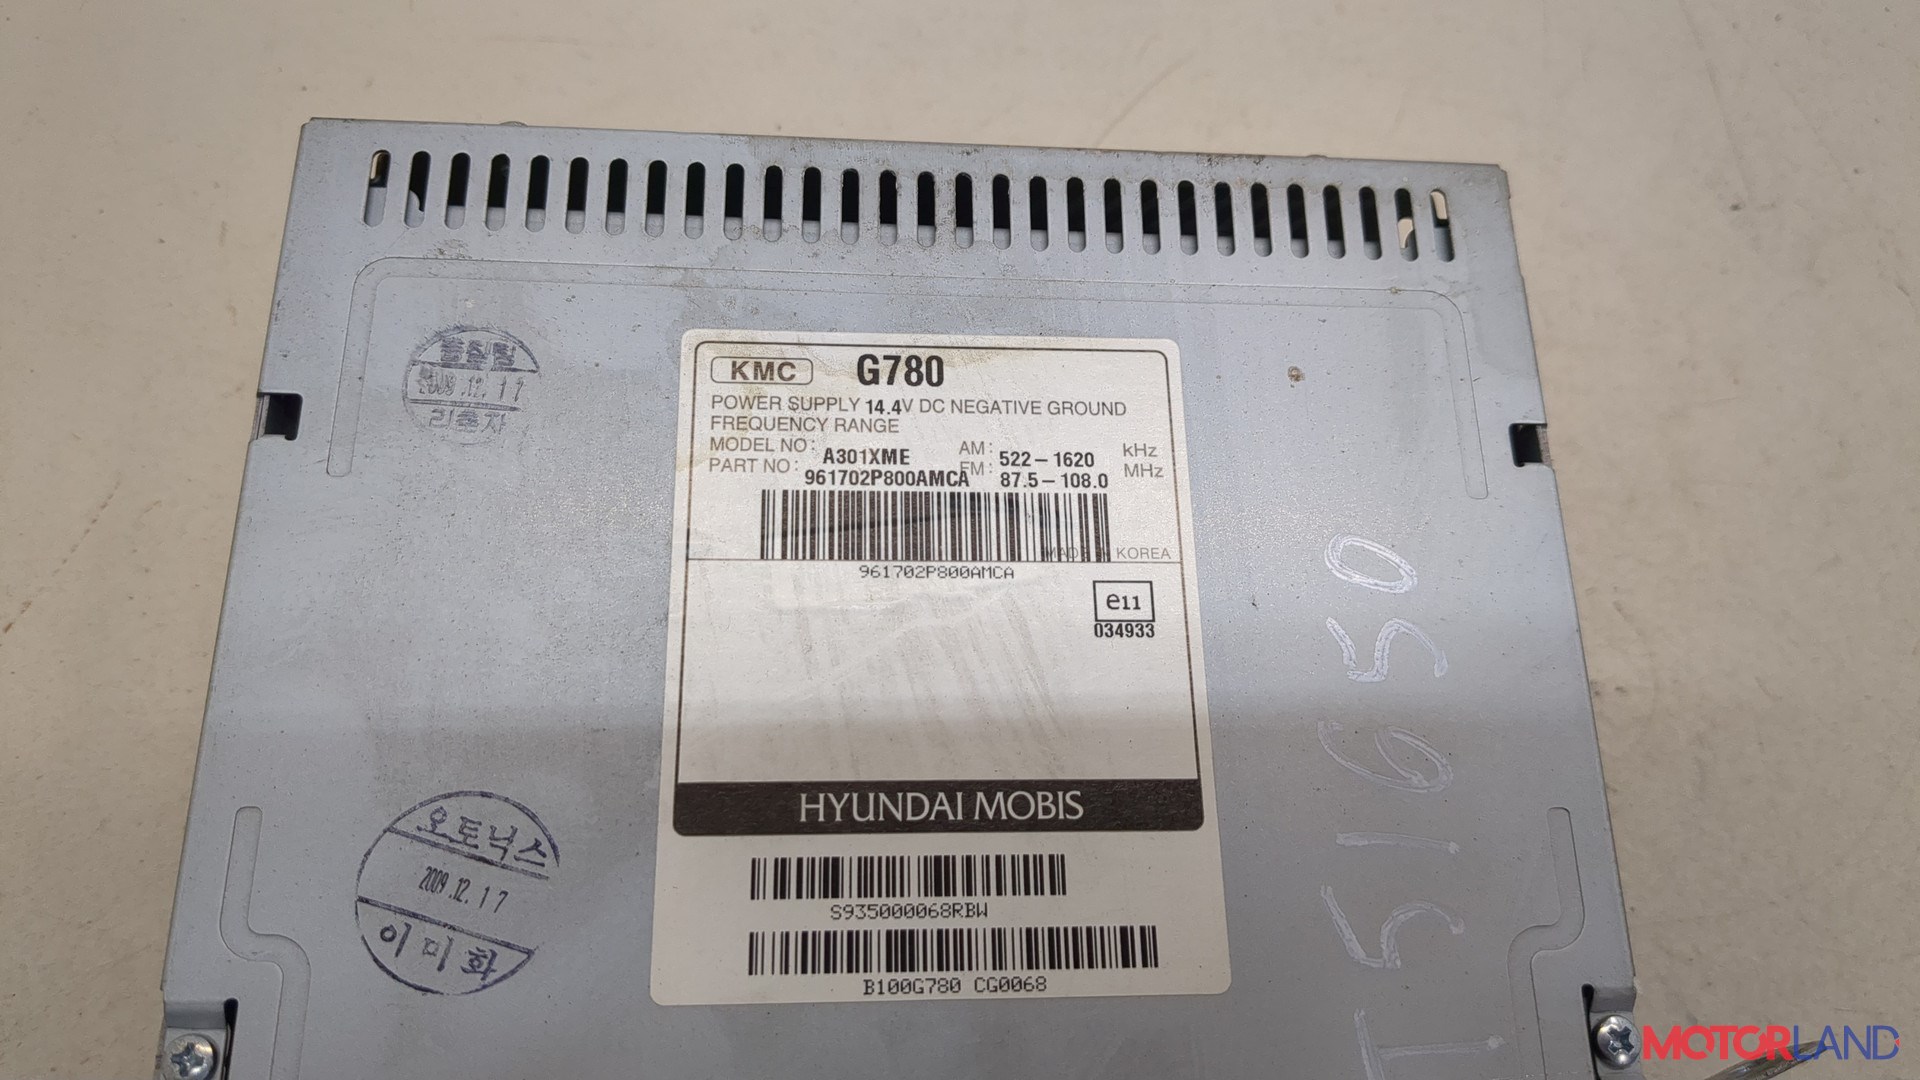 KMC G780
POWER SUPPLY 14.4V DC NEGATIVE GROUND
FREQUENCY RANGE
MODEL NO: A301XME AM: 522-1620 kHz
PART NO: 961702P800AMCA FM: 87.5-108.0 MHz
MADE KOREA
961702P800AMCA
e11
034933
HYUNDAI MOBIS
S935000068RBW
B100G780 CG0068
2009.12.17
오토닉스
2009.12.17
이미화
T51650
MOTORLAND